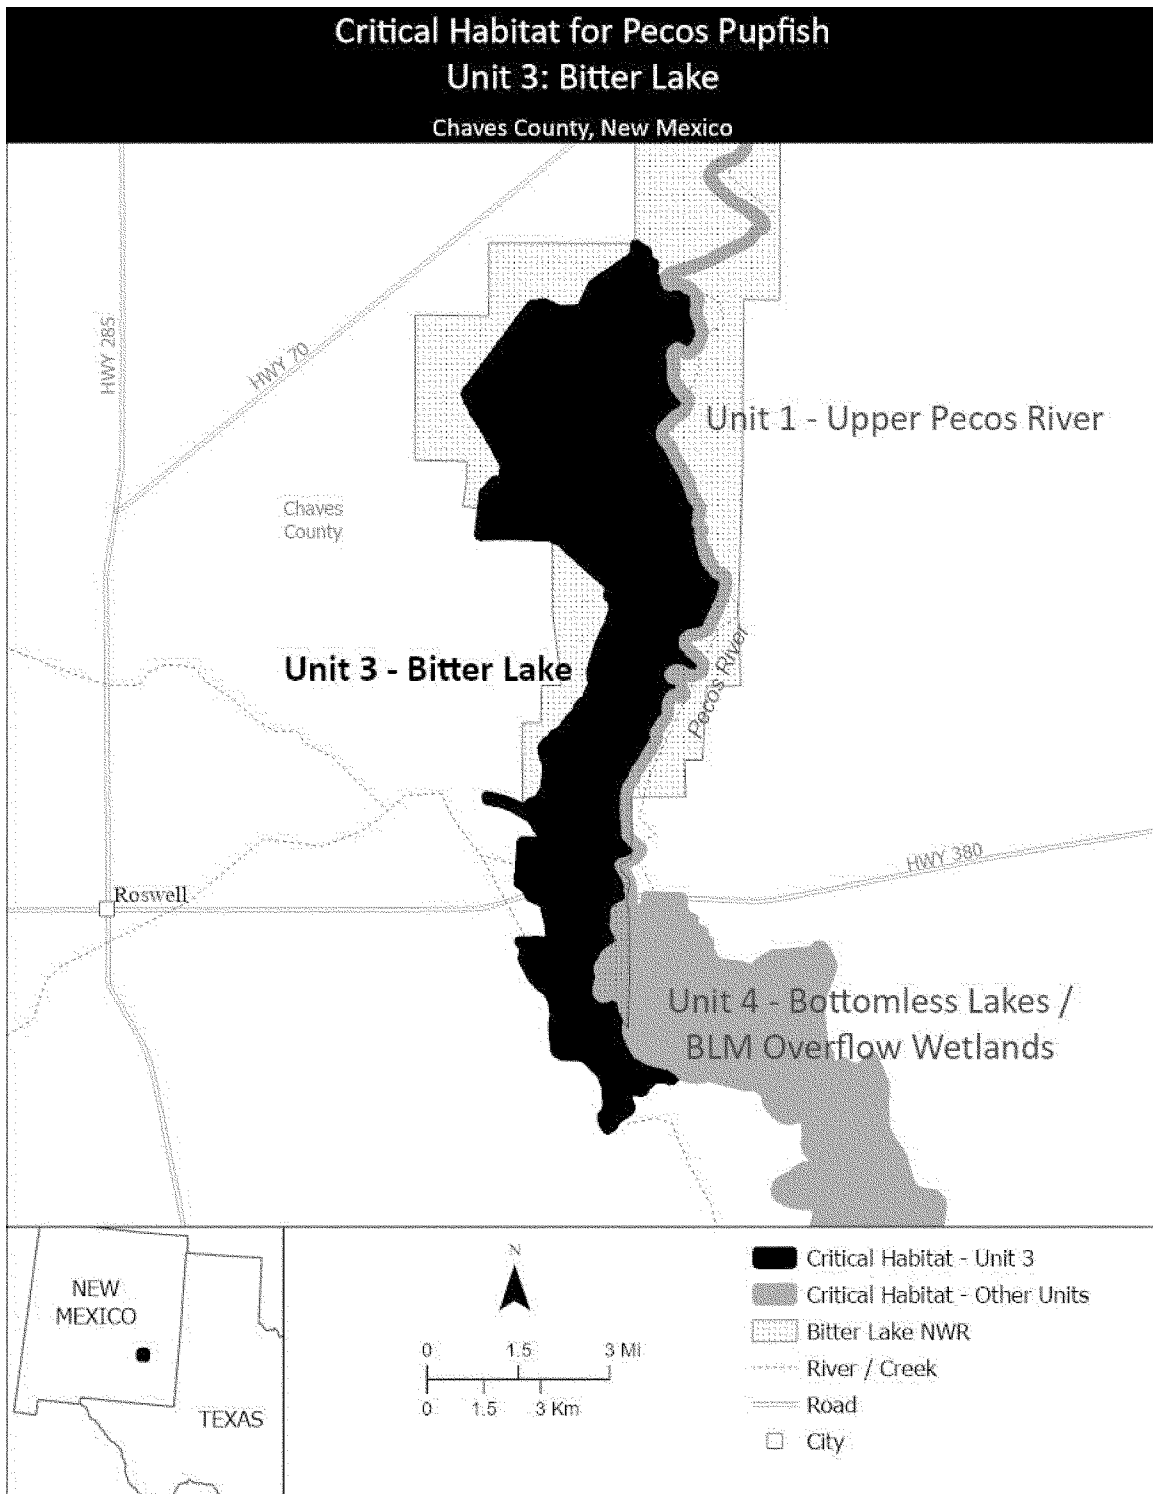 Critical Habitat for Pecos Pupfish
Unit 3: Bitter Lake
Chaves County, New Mexico
HWY 285
HWY 70
Unit 1 - Upper Pecos River
Chaves
County
Unit 3 - Bitter Lake
Pecos River
HWY 380
Roswell
Unit 4 - Bottomless Lakes /
BLM Overflow Wetlands
NEW
MEXICO
TEXAS
N
0 1.5 3 Mi
0 1.5 3 Km
Critical Habitat - Unit 3
Critical Habitat - Other Units
Bitter Lake NWR
River / Creek
Road
City